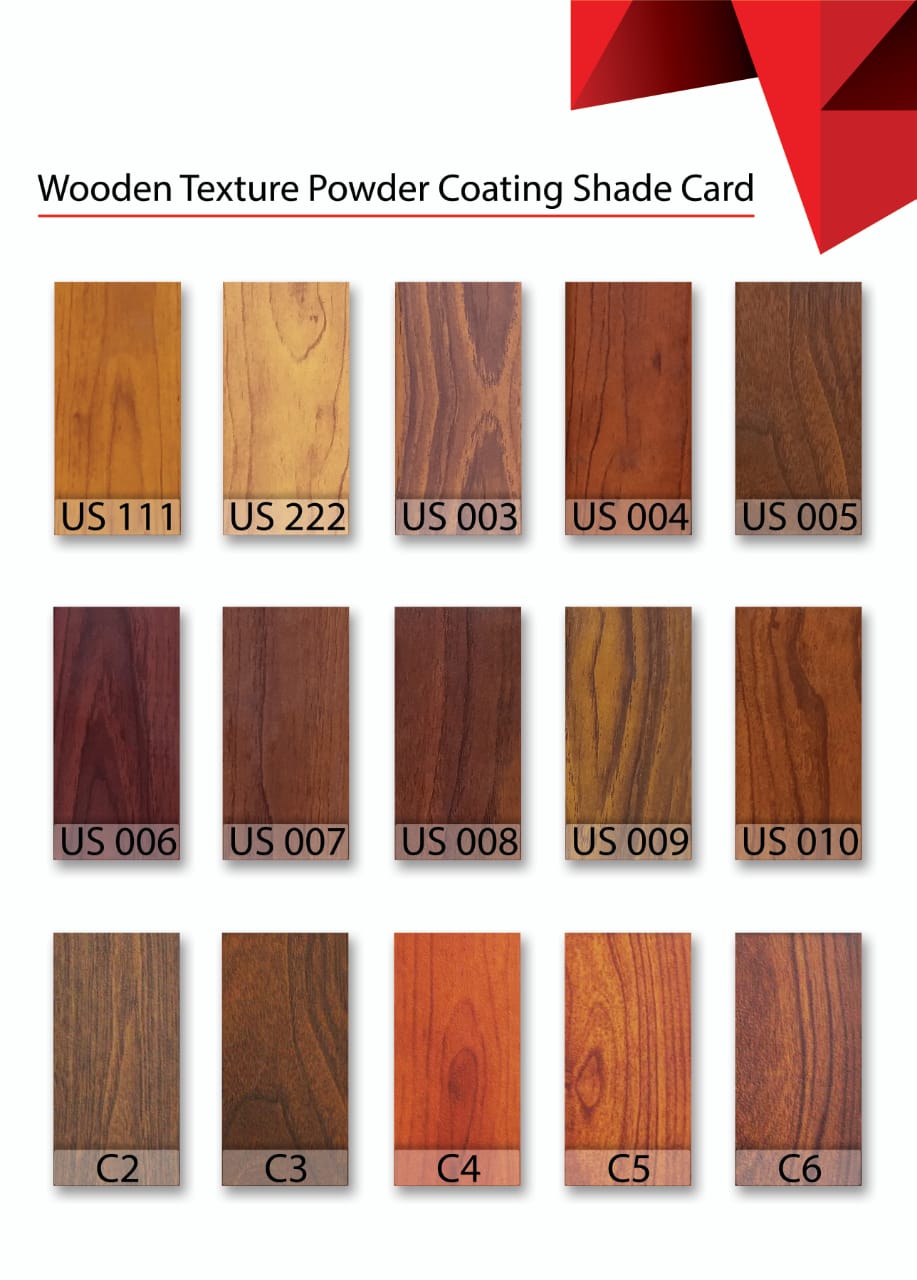 Wooden Texture Powder Coating Shade Card
US 111 US 222 US 003 US 004 US 005
US 006 US 007 US 008 US 009 US 010
C2 C3 C4 C5 C6